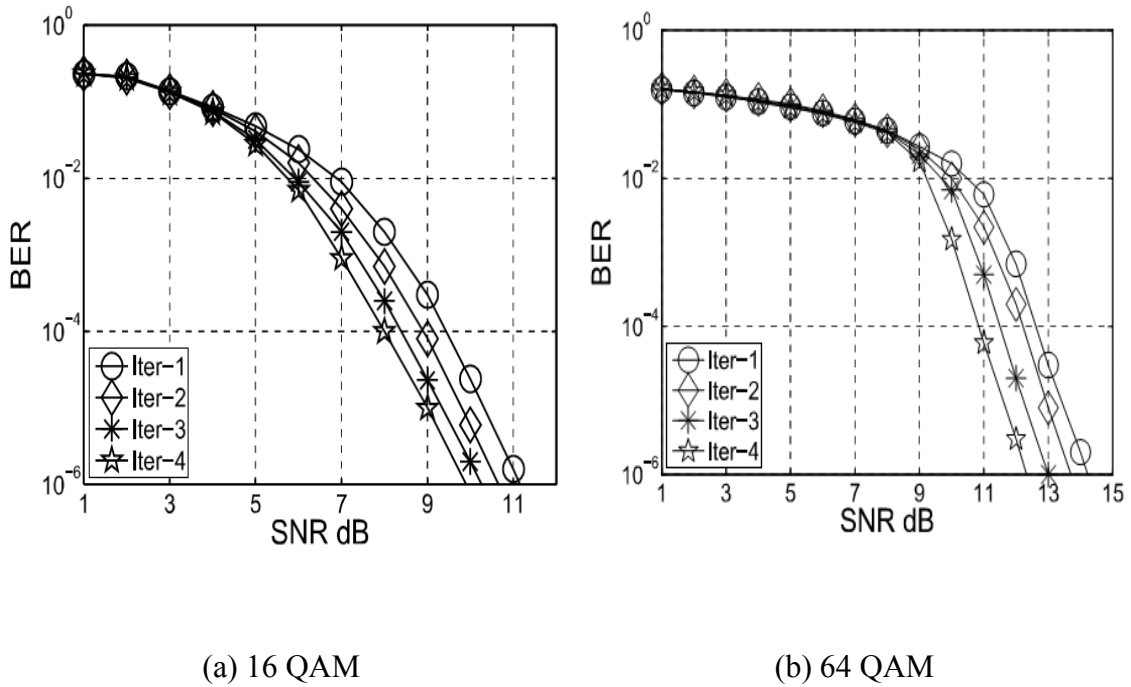 10^0
10^-2
10^-4
10^-6
BER
1 3 5 7 9 11
SNR dB
Iter-1
Iter-2
Iter-3
Iter-4
(a) 16 QAM
10^0
10^-2
10^-4
10^-6
BER
1 3 5 7 9 11 13 15
SNR dB
Iter-1
Iter-2
Iter-3
Iter-4
(b) 64 QAM